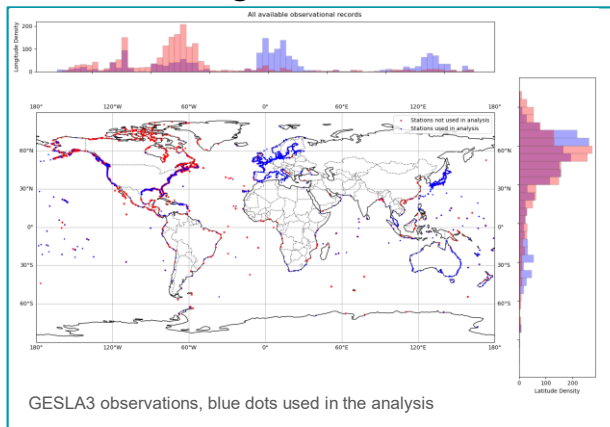 All available observational records
Longitude Density
200
100
0
180° 120°W 60°W 0° 60°E 120°E 180°
Stations not used in analysis
Stations used in analysis
60°N 60°N
30°N 30°N
0° 0°
30°S 30°S
60°S 60°S
180° 120°W 60°W 0° 60°E 120°E 180°
0 100 200
Latitude Density
GESLA3 observations, blue dots used in the analysis